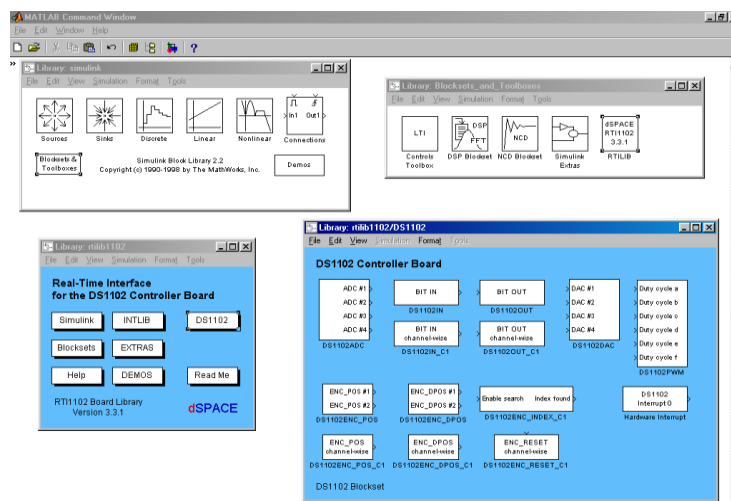 MATLAB Command Window
File Edit Window Help
»
Library: simulink
File Edit View Simulation Format Tools
Sources Sinks Discrete Linear Nonlinear
In1 Out1
Connections
Blocksets & Toolboxes
Simulink Block Library 2.2
Copyright (c) 1990-1998 by The MathWorks, Inc.
Demos
Library: Blocksets_and_Toolboxes
File Edit View Simulation Format Tools
LTI
DSP
FFT
NCD
dSPACE
RTI1102
3.3.1
Controls Toolbox
DSP Blockset
NCD Blockset
Simulink Extras
RTILIB
Library: rtilib1102
File Edit View Simulation Format Tools
Real-Time Interface
for the DS1102 Controller Board
Simulink INTLIB DS1102
Blocksets EXTRAS
Help DEMOS Read Me
RTI1102 Board Library
Version 3.3.1
dSPACE
Library: rtilib1102/DS1102
File Edit View Simulation Format Tools
DS1102 Controller Board
ADC #1
ADC #2
ADC #3
ADC #4
DS1102ADC
BIT IN
DS1102IN
BIT OUT
DS1102OUT
BIT IN
channel-wise
DS1102IN_C1
BIT OUT
channel-wise
DS1102OUT_C1
DAC #1
DAC #2
DAC #3
DAC #4
DS1102DAC
Duty cycle a
Duty cycle b
Duty cycle c
Duty cycle d
Duty cycle e
Duty cycle f
DS1102PWM
ENC_POS #1
ENC_POS #2
DS1102ENC_POS
ENC_DPOS #1
ENC_DPOS #2
DS1102ENC_DPOS
Enable search Index found
DS1102ENC_INDEX_C1
DS1102
Interrupt 0
Hardware Interrupt
ENC_POS
channel-wise
DS1102ENC_POS_C1
ENC_DPOS
channel-wise
DS1102ENC_DPOS_C1
ENC_RESET
channel-wise
DS1102ENC_RESET_C1
DS1102 Blockset